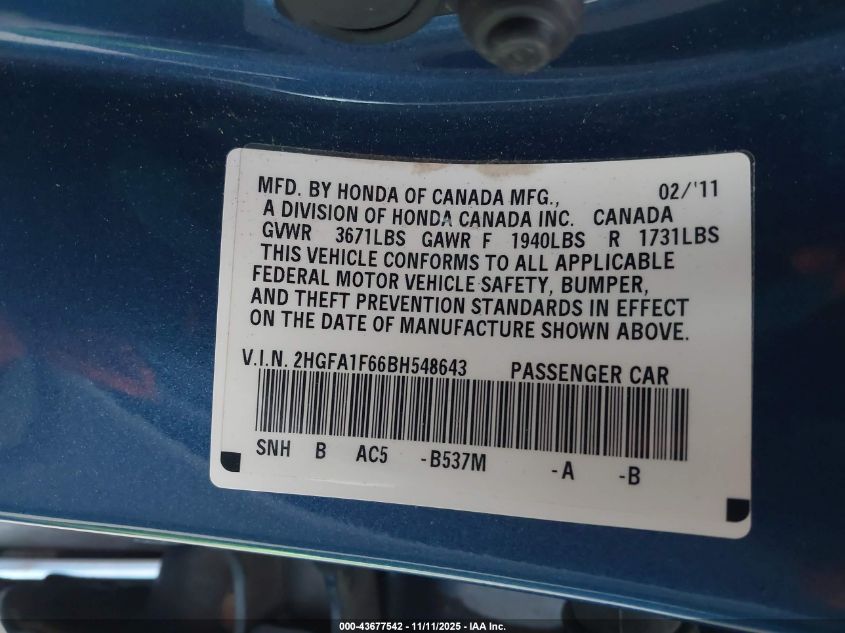 MFD. BY HONDA OF CANADA MFG., 02/'11
A DIVISION OF HONDA CANADA INC. CANADA
GVWR 3671LBS GAWR F 1940LBS R 1731LBS
THIS VEHICLE CONFORMS TO ALL APPLICABLE
FEDERAL MOTOR VEHICLE SAFETY, BUMPER,
AND THEFT PREVENTION STANDARDS IN EFFECT
ON THE DATE OF MANUFACTURE SHOWN ABOVE.
V.I.N. 2HGFA1F66BH548643 PASSENGER CAR
SNH B AC5 -B537M -A -B
000-43677542 - 11/11/2025 - IAA Inc.